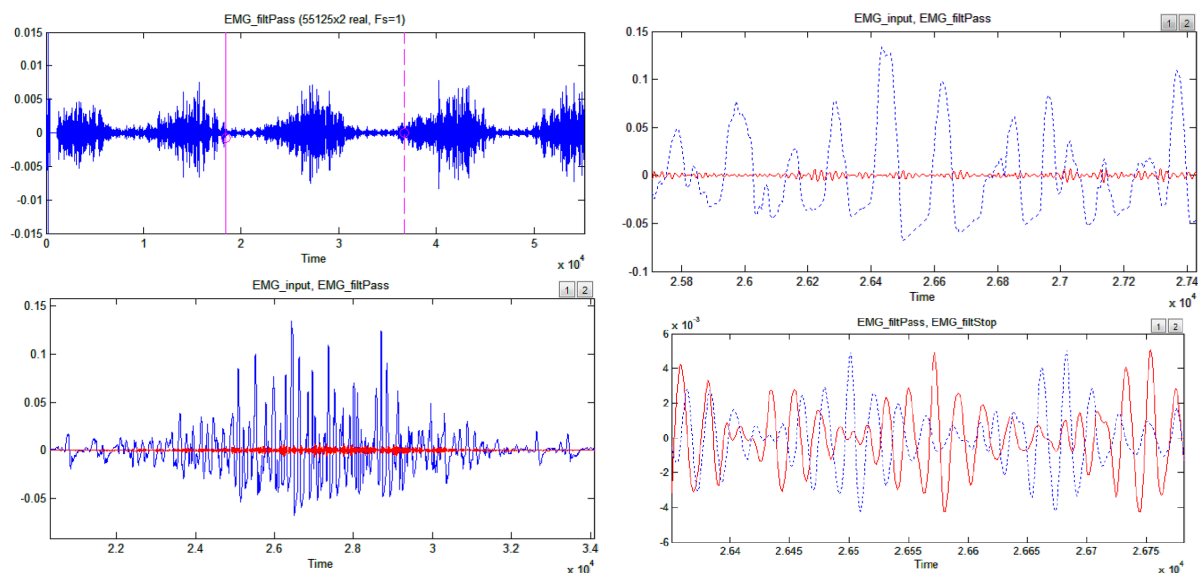 EMG_filtPass (55125x2 real, Fs=1)
0.015
0.01
0.005
0
-0.005
-0.01
-0.015
0 1 2 3 4 5
Time
x 10^4
EMG_input, EMG_filtPass
1 2
0.1
0.05
0
-0.05
-0.1
2.58 2.6 2.62 2.64 2.66 2.68 2.7 2.72 2.74
Time
x 10^4
EMG_input, EMG_filtPass
1 2
0.15
0.1
0.05
0
-0.05
2.2 2.4 2.6 2.8 3 3.2 3.4
Time
x 10^4
EMG_filtPass, EMG_filtStop
1 2
x 10^-3
6
4
2
0
-2
-4
-6
2.64 2.645 2.65 2.655 2.66 2.665 2.67 2.675
Time
x 10^4